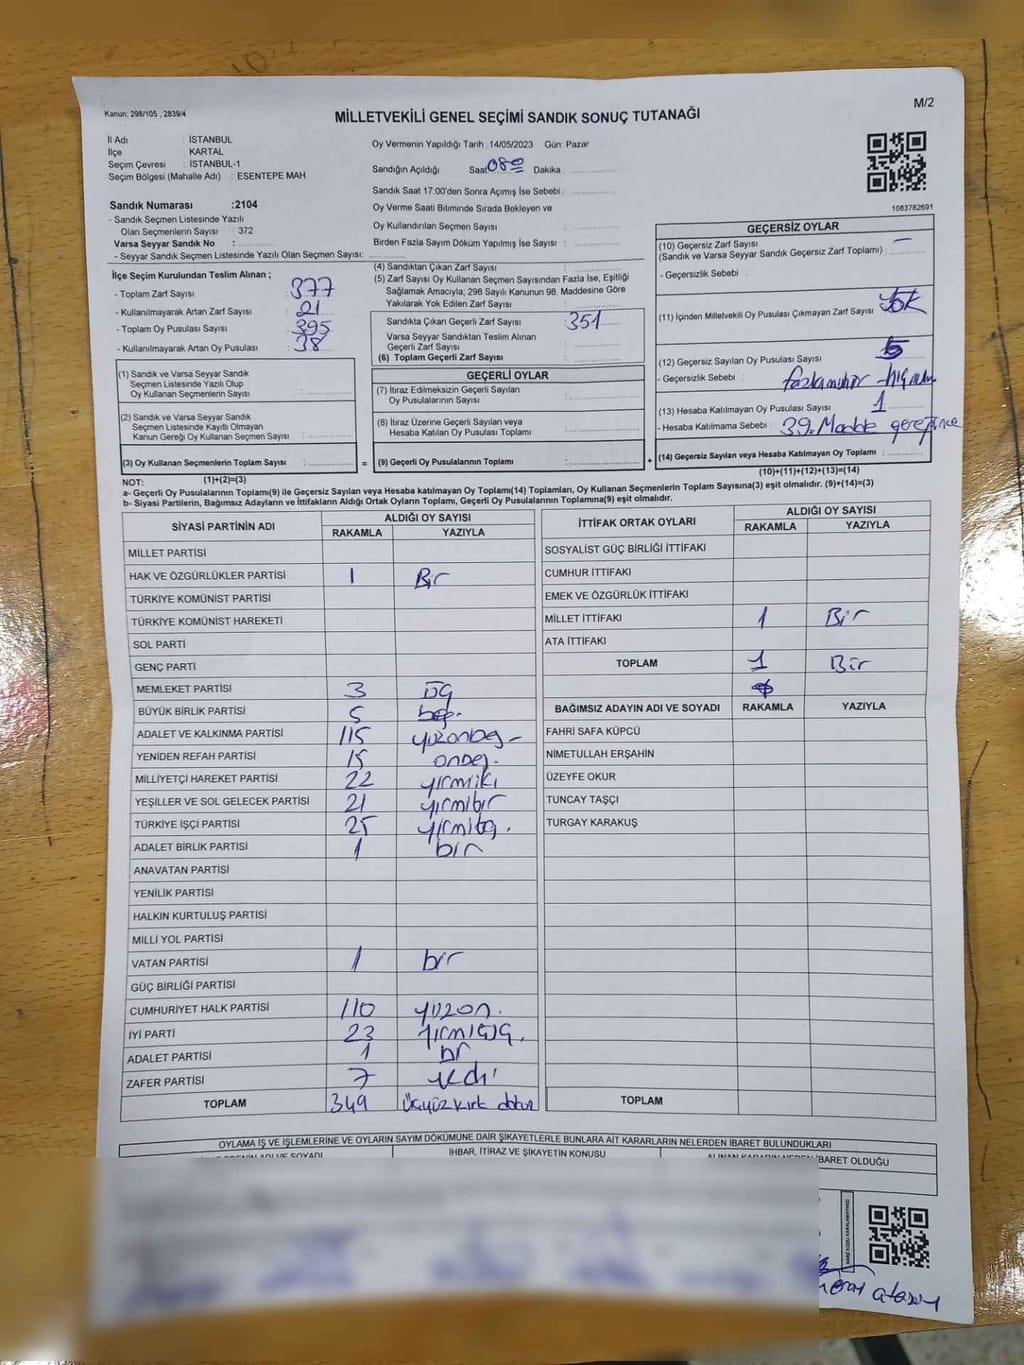 Kanun; 298/105 , 2839/4
MİLLETVEKİLİ GENEL SEÇİMİ SANDIK SONUÇ TUTANAĞI
M/2
İl Adı : İSTANBUL
İlçe : KARTAL
Seçim Çevresi : İSTANBUL-1
Seçim Bölgesi (Mahalle Adı) : ESENTEPE MAH.
Oy Vermenin Yapıldığı Tarih : 14/05/2023 Gün: Pazar
Sandığın Açıldığı Saat 08 00 Dakika :
Sandık Saat 17:00'den Sonra Açımış İse Sebebi :
Oy Verme Saati Bitiminde Sırada Bekleyen ve
Oy Kullandırılan Seçmen Sayısı :
Birden Fazla Sayım Döküm Yapılmış İse Sayısı :
1083782691
Sandık Numarası :2104
- Sandık Seçmen Listesinde Yazılı
Olan Seçmenlerin Sayısı : 372
Varsa Seyyar Sandık No :
- Seyyar Sandık Seçmen Listesinde Yazılı Olan Seçmen Sayısı:
İlçe Seçim Kurulundan Teslim Alınan ;
- Toplam Zarf Sayısı : 377
- Kullanılmayarak Artan Zarf Sayısı : 21
- Toplam Oy Pusulası Sayısı : 395
- Kullanılmayarak Artan Oy Pusulası : 38
(4) Sandıktan Çıkan Zarf Sayısı :
(5) Zarf Sayısı Oy Kullanan Seçmen Sayısından Fazla İse, Eşitliği
Sağlamak Amacıyla; 298 Sayılı Kanunun 98. Maddesine Göre
Yakılarak Yok Edilen Zarf Sayısı :
Sandıkta Çıkan Geçerli Zarf Sayısı : 351
Varsa Seyyar Sandıktan Teslim Alınan
Geçerli Zarf Sayısı :
(6) Toplam Geçerli Zarf Sayısı :
GEÇERSİZ OYLAR
(10) Geçersiz Zarf Sayısı —
(Sandık ve Varsa Seyyar Sandık Geçersiz Zarf Toplamı) :
- Geçersizlik Sebebi :
(11) İçinden Milletvekili Oy Pusulası Çıkmayan Zarf Sayısı : Yok
(12) Geçersiz Sayılan Oy Pusulası Sayısı : 5
- Geçersizlik Sebebi : fazla mühür -
(13) Hesaba Katılmayan Oy Pusulası Sayısı : 1
- Hesaba Katılmama Sebebi : 39. Madde gereğince
(14) Geçersiz Sayılan veya Hesaba Katılmayan Oy Toplamı :
(10)+(11)+(12)+(13)=(14)
(1) Sandık ve Varsa Seyyar Sandık
Seçmen Listesinde Yazılı Olup
Oy Kullanan Seçmenlerin Sayısı :
(2) Sandık ve Varsa Seyyar Sandık
Seçmen Listesinde Kayıtlı Olmayan
Kanun Gereği Oy Kullanan Seçmen Sayısı :
(3) Oy Kullanan Seçmenlerin Toplam Sayısı :
(1)+(2)=(3)
=
GEÇERLİ OYLAR
(7) İtiraz Edilmeksizin Geçerli Sayılan
Oy Pusulalarının Sayısı :
(8) İtiraz Üzerine Geçerli Sayılan veya
Hesaba Katılan Oy Pusulası Toplamı :
(9) Geçerli Oy Pusulalarının Toplamı :
+
NOT:
a- Geçerli Oy Pusulalarının Toplamı(9) ile Geçersiz Sayılan veya Hesaba katılmayan Oy Toplamı(14) Toplamları, Oy Kullanan Seçmenlerin Toplam Sayısına(3) eşit olmalıdır. (9)+(14)=(3)
b- Siyasi Partilerin, Bağımsız Adayların ve İttifakların Aldığı Ortak Oyların Toplamı, Geçerli Oy Pusulalarının Toplamına(9) eşit olmalıdır.
SİYASİ PARTİNİN ADI ALDIĞI OY SAYISI
RAKAMLA YAZIYLA
MİLLET PARTİSİ
HAK VE ÖZGÜRLÜKLER PARTİSİ 1 Bir
TÜRKİYE KOMÜNİST PARTİSİ
TÜRKİYE KOMÜNİST HAREKETİ
SOL PARTİ
GENÇ PARTİ
MEMLEKET PARTİSİ 3 üç
BÜYÜK BİRLİK PARTİSİ 5 beş.
ADALET VE KALKINMA PARTİSİ 115 yüzonbeş -
YENİDEN REFAH PARTİSİ 15 onbeş.
MİLLİYETÇİ HAREKET PARTİSİ 22 yirmiiki
YEŞİLLER VE SOL GELECEK PARTİSİ 21 yirmibir
TÜRKİYE İŞÇİ PARTİSİ 25 yirmibeş.
ADALET BİRLİK PARTİSİ 1 bir
ANAVATAN PARTİSİ
YENİLİK PARTİSİ
HALKIN KURTULUŞ PARTİSİ
MİLLİ YOL PARTİSİ
VATAN PARTİSİ 1 bir
GÜÇ BİRLİĞİ PARTİSİ
CUMHURİYET HALK PARTİSİ 110 yüzon.
İYİ PARTİ 23 yirmiüç.
ADALET PARTİSİ 1 bir
ZAFER PARTİSİ 7 yedi
TOPLAM 349 Üçyüzkırk dokuz
İTTİFAK ORTAK OYLARI ALDIĞI OY SAYISI
RAKAMLA YAZIYLA
SOSYALİST GÜÇ BİRLİĞİ İTTİFAKI
CUMHUR İTTİFAKI
EMEK VE ÖZGÜRLÜK İTTİFAKI
MİLLET İTTİFAKI 1 Bir
ATA İTTİFAKI
TOPLAM 1 Bir
BAĞIMSIZ ADAYIN ADI VE SOYADI RAKAMLA YAZIYLA
FAHRİ SAFA KÜPCÜ
NİMETULLAH ERŞAHİN
ÜZEYFE OKUR
TUNCAY TAŞÇI
TURGAY KARAKUŞ
TOPLAM
OYLAMA İŞ VE İŞLEMLERİNE VE OYLARIN SAYIM DÖKÜMÜNE DAİR ŞİKAYETLERLE BUNLARA AİT KARARLARIN NELERDEN İBARET BULUNDUKLARI
İHBAR, İTİRAZ VE ŞİKAYETİN KONUSU
İBARET OLDUĞU